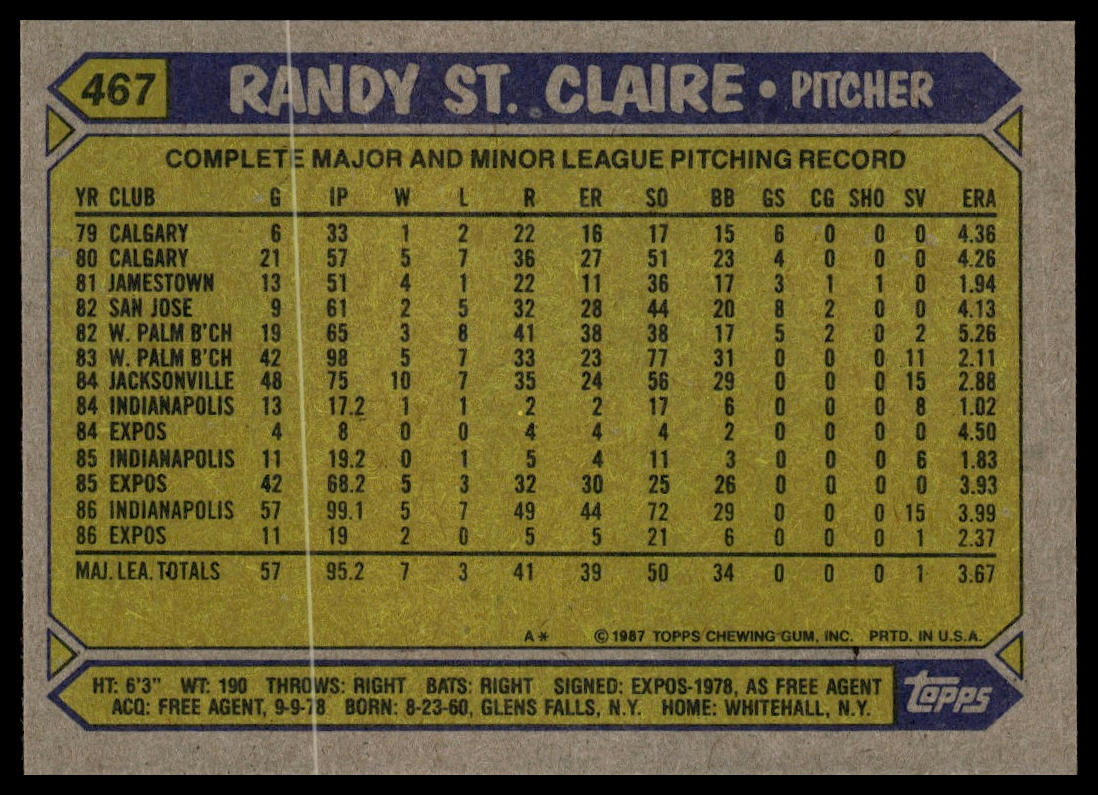 467 RANDY ST. CLAIRE • PITCHER
COMPLETE MAJOR AND MINOR LEAGUE PITCHING RECORD
YR CLUB G IP W L R ER SO BB GS CG SHO SV ERA
79 CALGARY 6 33 1 2 22 16 17 15 6 0 0 0 4.36
80 CALGARY 21 57 5 7 36 27 51 23 4 0 0 0 4.26
81 JAMESTOWN 13 51 4 1 22 11 36 17 3 1 1 0 1.94
82 SAN JOSE 9 61 2 5 32 28 44 20 8 2 0 0 4.13
82 W. PALM B'CH 19 65 3 8 41 38 38 17 5 2 0 2 5.26
83 W. PALM B'CH 42 98 5 7 33 23 77 31 0 0 0 11 2.11
84 JACKSONVILLE 48 75 10 7 35 24 56 29 0 0 0 15 2.88
84 INDIANAPOLIS 13 17.2 1 1 2 2 17 6 0 0 0 8 1.02
84 EXPOS 4 8 0 0 4 4 4 2 0 0 0 0 4.50
85 INDIANAPOLIS 11 19.2 0 1 5 4 11 3 0 0 0 6 1.83
85 EXPOS 42 68.2 5 3 32 30 25 26 0 0 0 0 3.93
86 INDIANAPOLIS 57 99.1 5 7 49 44 72 29 0 0 0 15 3.99
86 EXPOS 11 19 2 0 5 5 21 6 0 0 0 1 2.37
MAJ. LEA. TOTALS 57 95.2 7 3 41 39 50 34 0 0 0 1 3.67
A* © 1987 TOPPS CHEWING GUM, INC. PRTD. IN U.S.A.
HT: 6'3" WT: 190 THROWS: RIGHT BATS: RIGHT SIGNED: EXPOS-1978, AS FREE AGENT
ACQ: FREE AGENT, 9-9-78 BORN: 8-23-60, GLENS FALLS, N.Y. HOME: WHITEHALL, N.Y.
topps